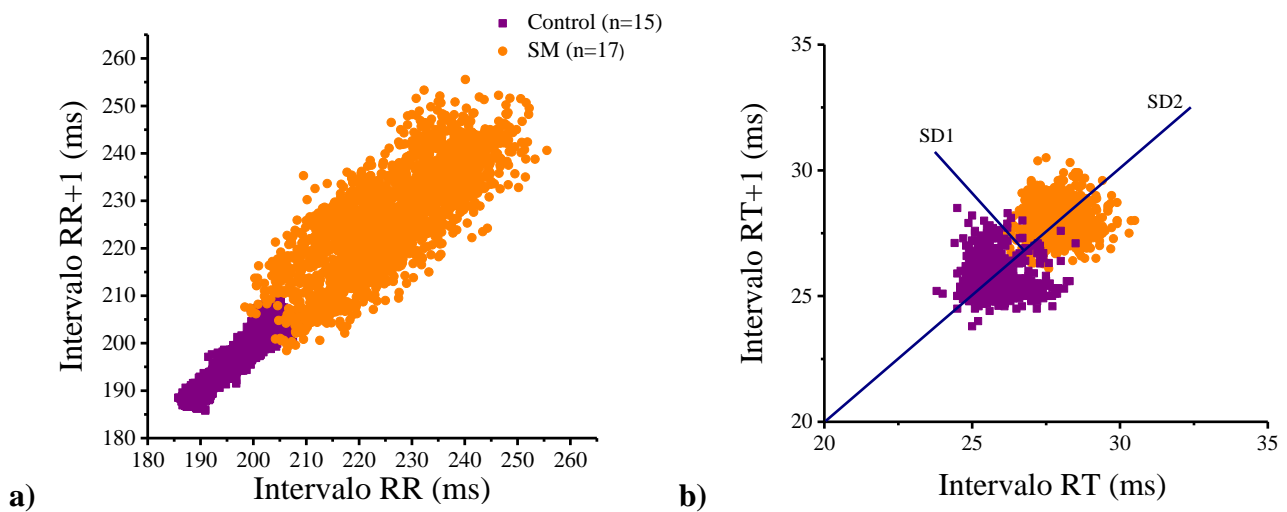 Control (n=15)
SM (n=17)
265
260
250
240
230
220
210
200
190
180
180 190 200 210 220 230 240 250 260
Intervalo RR+1 (ms)
Intervalo RR (ms)
a)
35
30
25
20
20 25 30 35
SD1
SD2
Intervalo RT+1 (ms)
Intervalo RT (ms)
b)